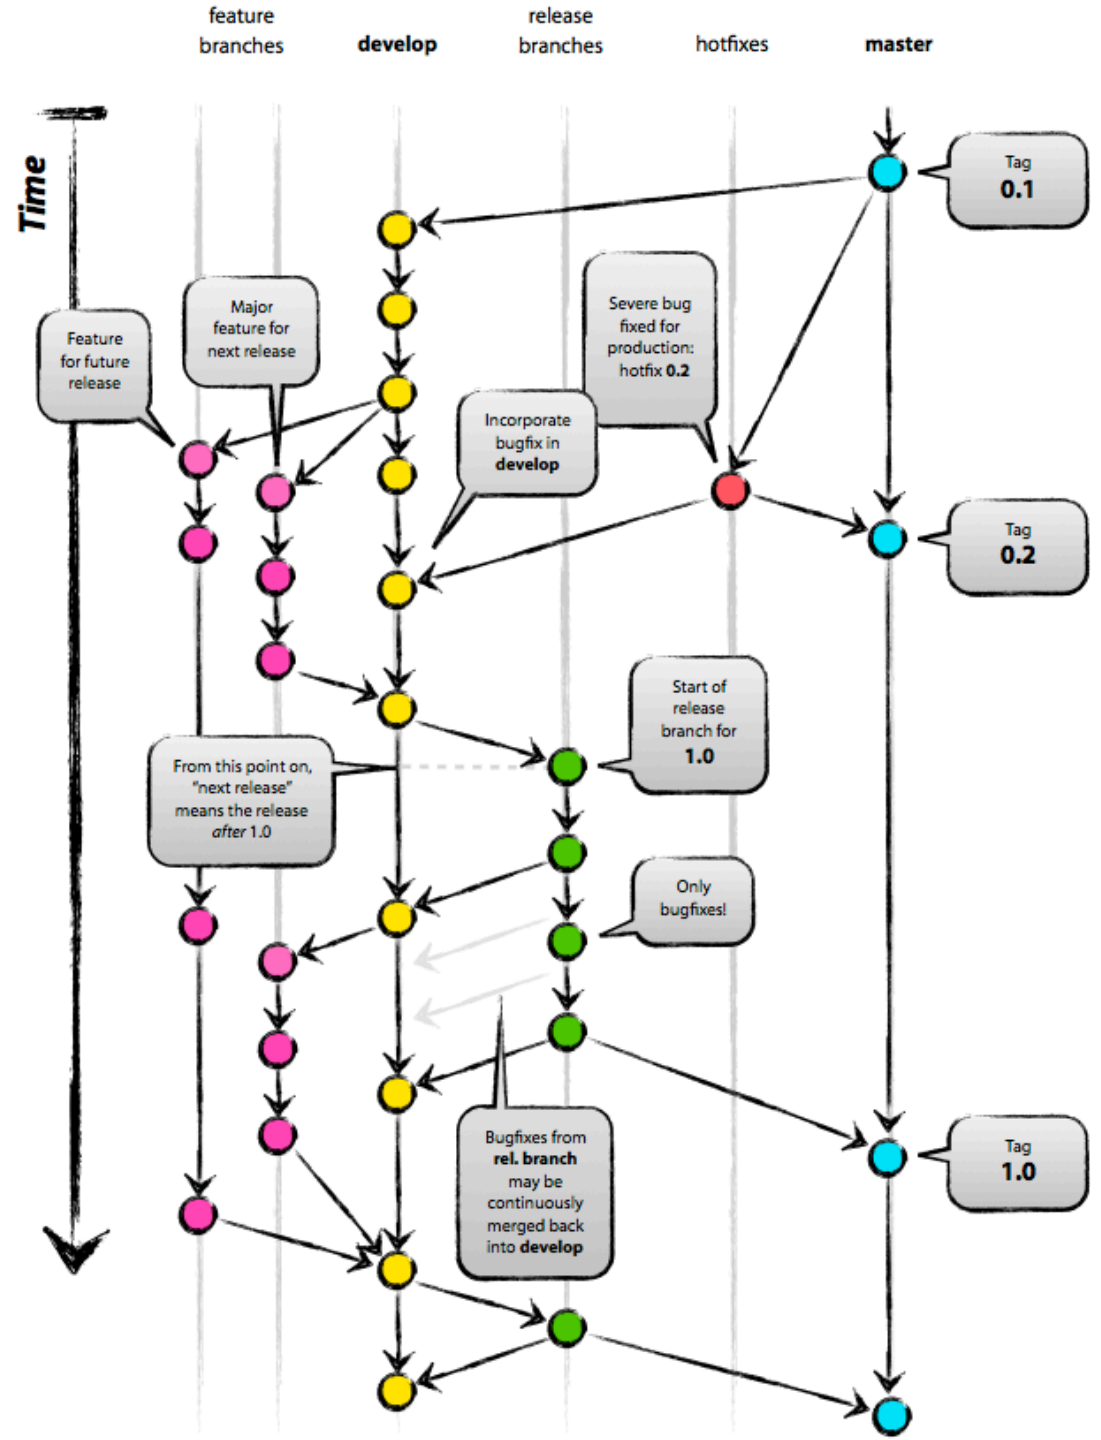 feature
branches
develop
release
branches
hotfixes
master
Time
Tag
0.1
Major
feature for
next release
Severe bug
fixed for
production:
hotfix 0.2
Feature
for future
release
Incorporate
bugfix in
develop
Tag
0.2
Start of
release
branch for
1.0
From this point on,
“next release”
means the release
after 1.0
Only
bugfixes!
Bugfixes from
rel. branch
may be
continuously
merged back
into develop
Tag
1.0